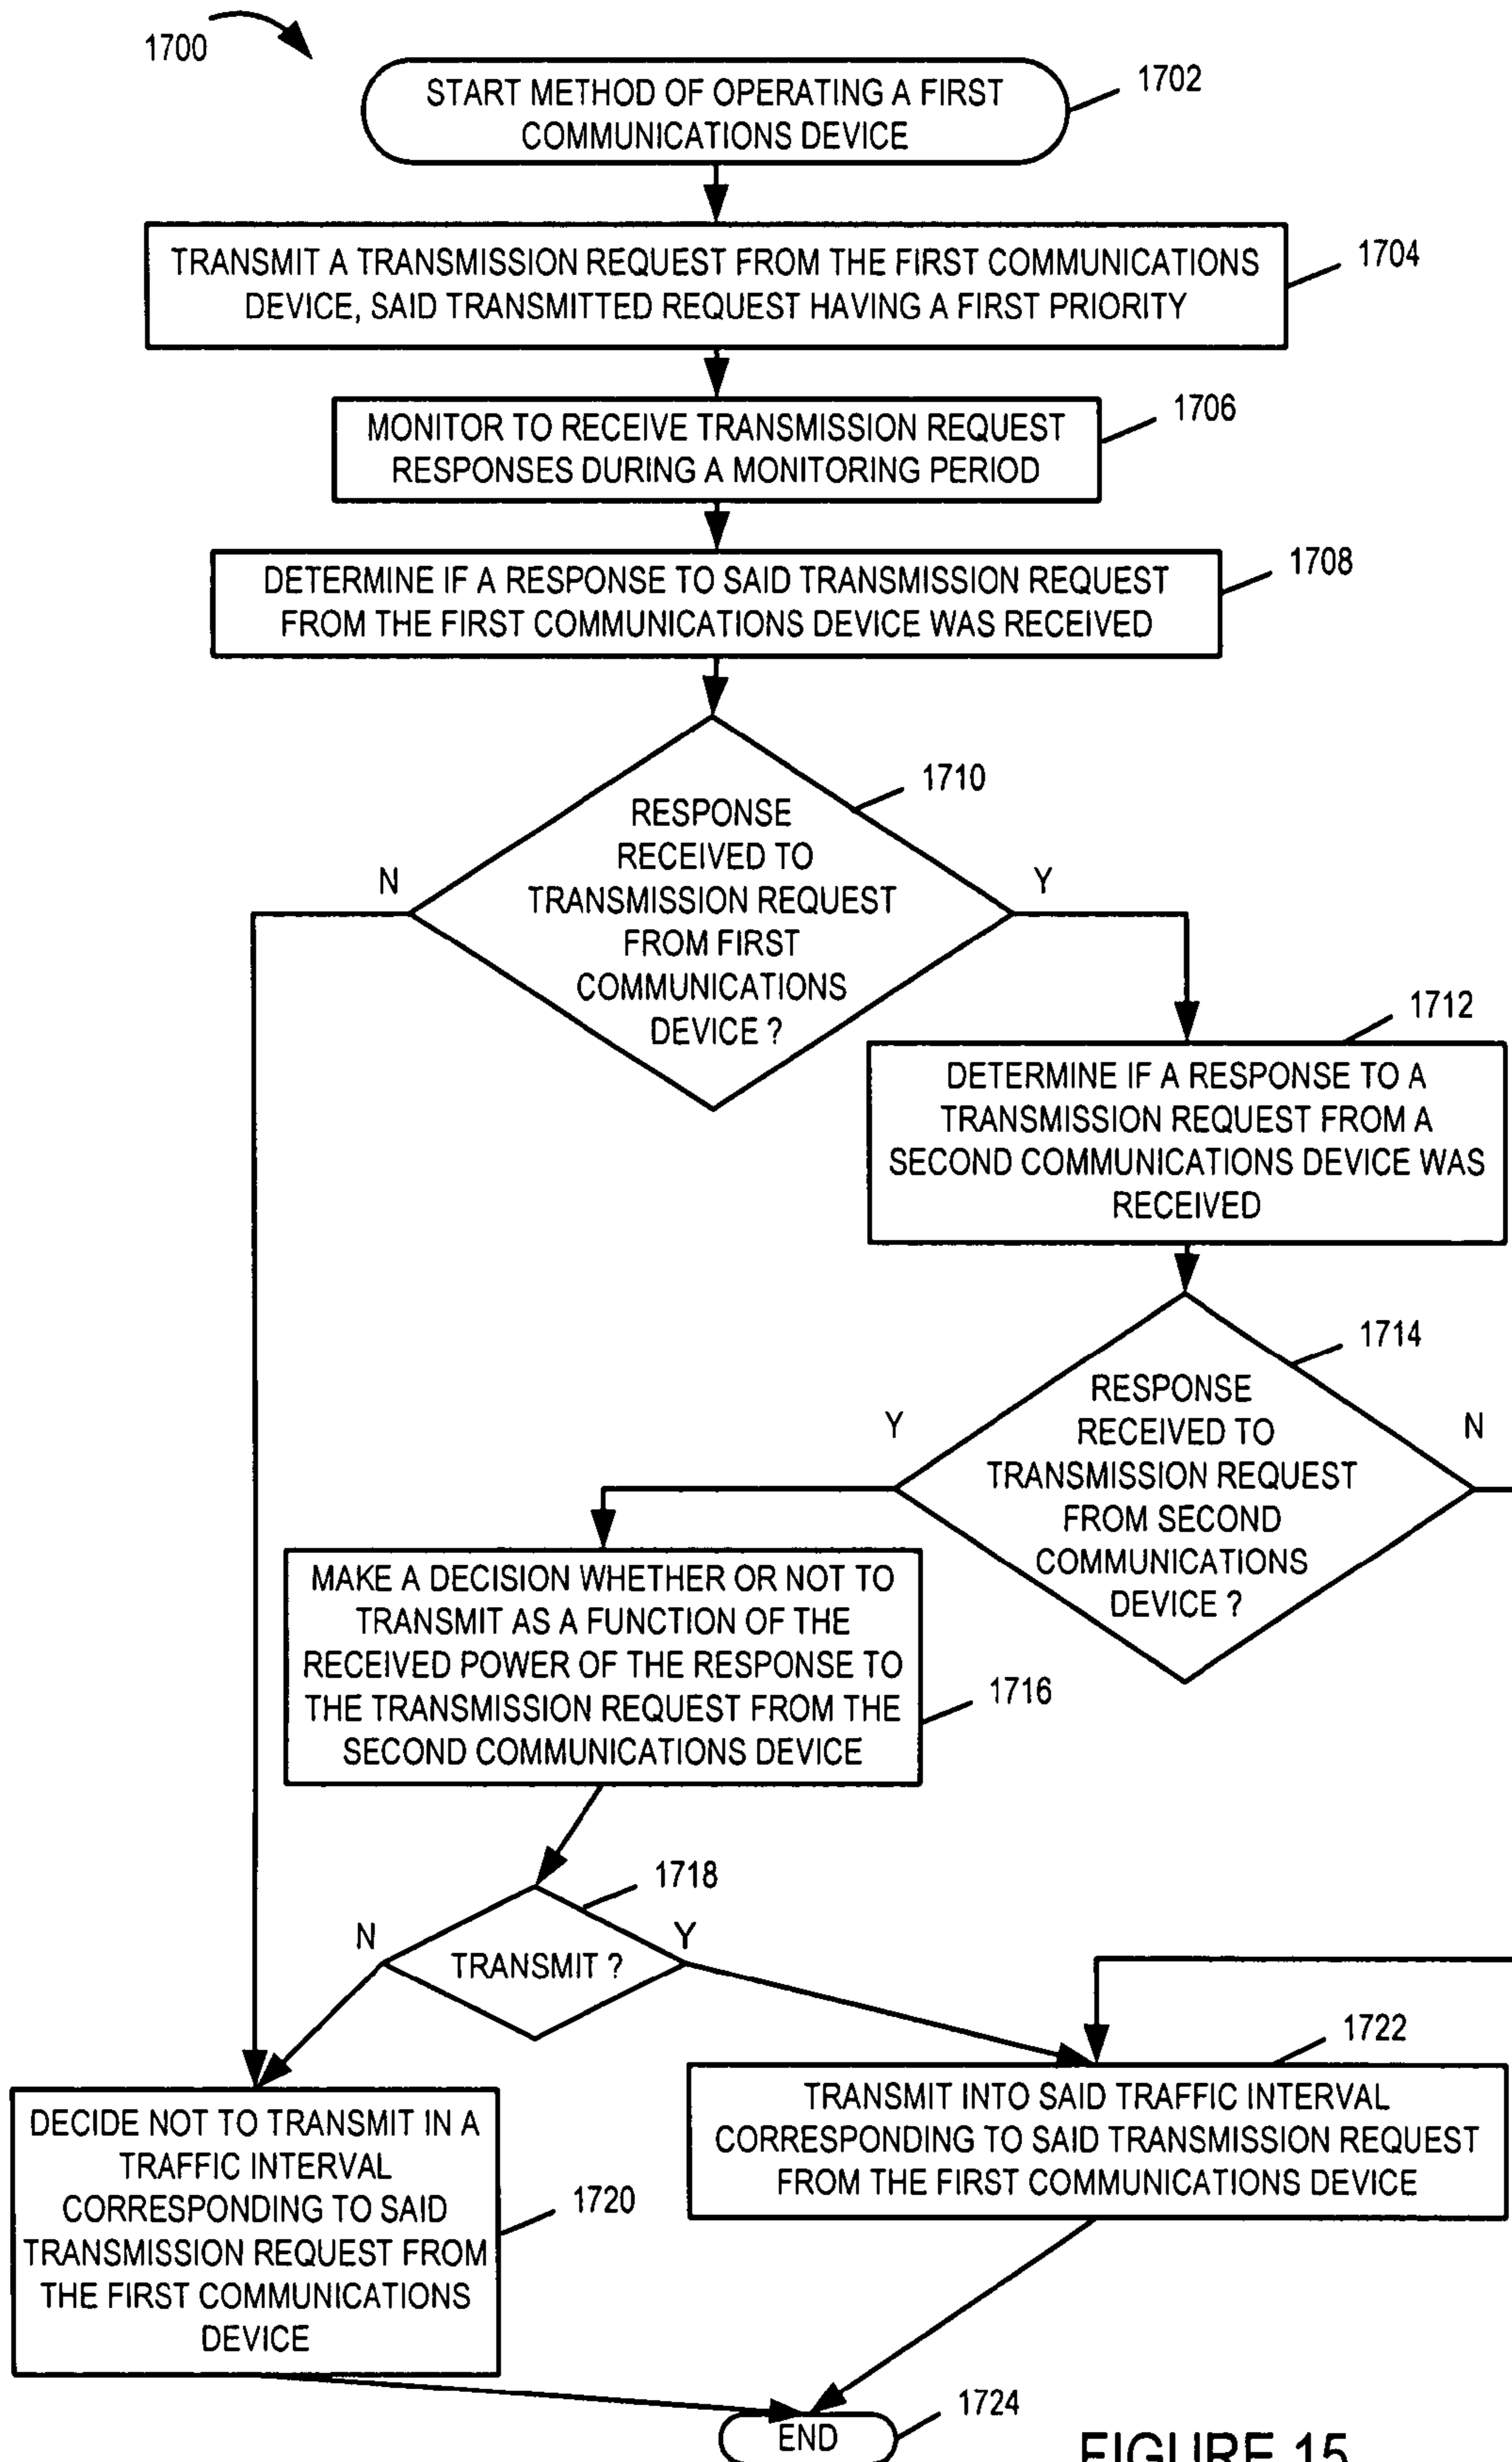 1700
START METHOD OF OPERATING A FIRST
COMMUNICATIONS DEVICE
1702
TRANSMIT A TRANSMISSION REQUEST FROM THE FIRST COMMUNICATIONS
DEVICE, SAID TRANSMITTED REQUEST HAVING A FIRST PRIORITY
1704
MONITOR TO RECEIVE TRANSMISSION REQUEST
RESPONSES DURING A MONITORING PERIOD
1706
DETERMINE IF A RESPONSE TO SAID TRANSMISSION REQUEST
FROM THE FIRST COMMUNICATIONS DEVICE WAS RECEIVED
1708
RESPONSE
RECEIVED TO
TRANSMISSION REQUEST
FROM FIRST
COMMUNICATIONS
DEVICE ?
1710
N
Y
1712
DETERMINE IF A RESPONSE TO A
TRANSMISSION REQUEST FROM A
SECOND COMMUNICATIONS DEVICE WAS
RECEIVED
1714
RESPONSE
RECEIVED TO
TRANSMISSION REQUEST
FROM SECOND
COMMUNICATIONS
DEVICE ?
Y
N
MAKE A DECISION WHETHER OR NOT TO
TRANSMIT AS A FUNCTION OF THE
RECEIVED POWER OF THE RESPONSE TO
THE TRANSMISSION REQUEST FROM THE
SECOND COMMUNICATIONS DEVICE
1716
1718
N
TRANSMIT ?
Y
1722
TRANSMIT INTO SAID TRAFFIC INTERVAL
CORRESPONDING TO SAID TRANSMISSION REQUEST
FROM THE FIRST COMMUNICATIONS DEVICE
DECIDE NOT TO TRANSMIT IN A
TRAFFIC INTERVAL
CORRESPONDING TO SAID
TRANSMISSION REQUEST FROM
THE FIRST COMMUNICATIONS
DEVICE
1720
END
1724
FIGURE 15